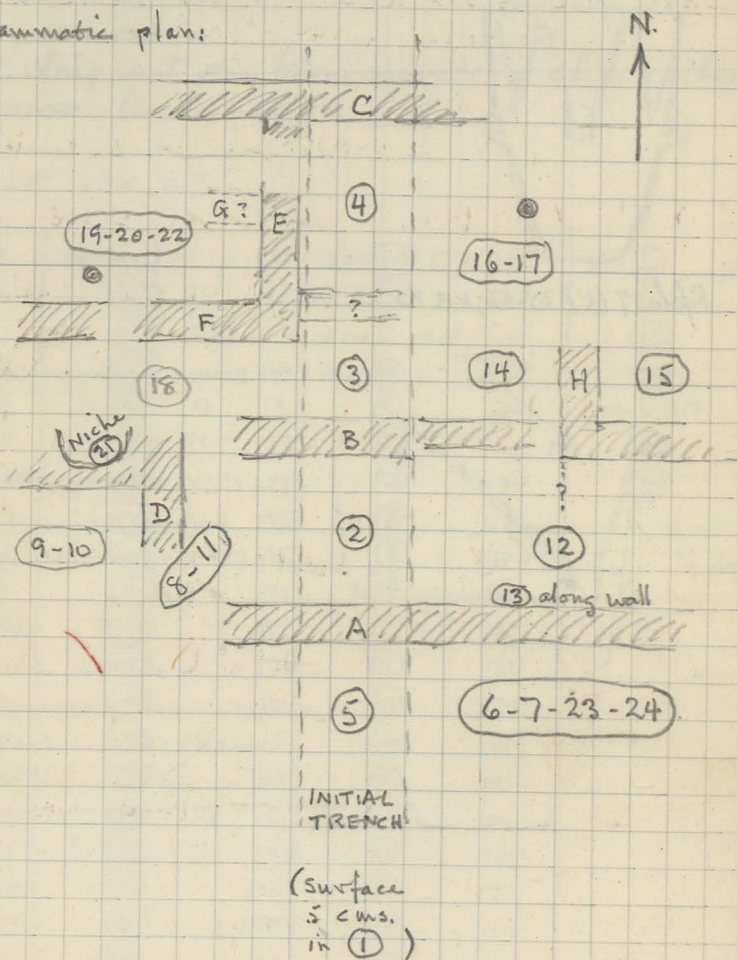 ammatic plan:
N.
C
G ?
E
4
19-20-22
16-17
?
F
3
14
H
15
18
Niche
21
B
D
?
2
12
9-10
8-11
13 along wall
A
5
6-7-23-24
INITIAL
TRENCH
(surface
5 cms.
in 1 )